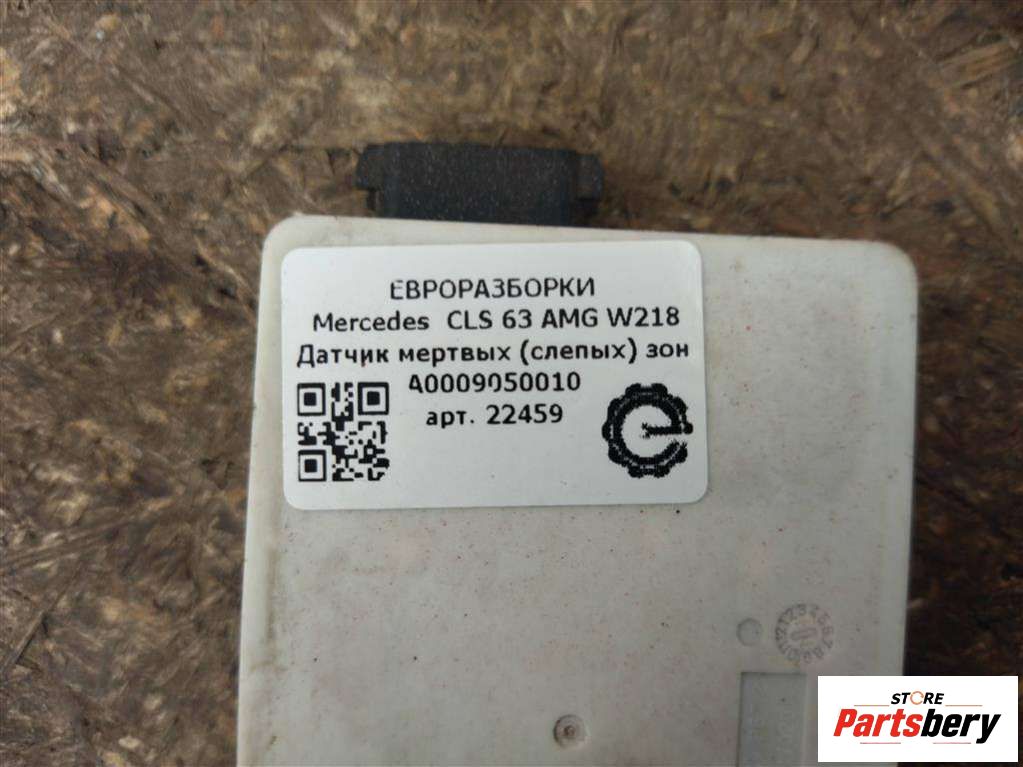 ЕВРОРАЗБОРКИ
Mercedes CLS 63 AMG W218
Датчик мертвых (слепых) зон
A0009050010
арт. 22459
STORE
Partsbery